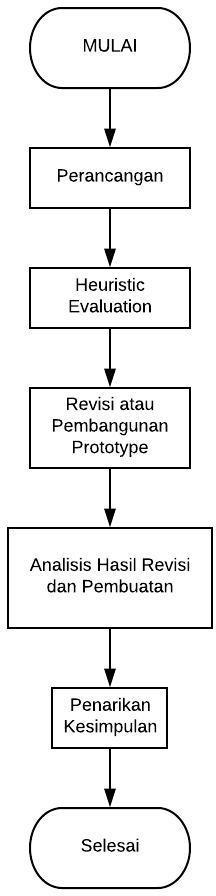 MULAI
Perancangan
Heuristic
Evaluation
Revisi atau
Pembangunan
Prototype
Analisis Hasil Revisi
dan Pembuatan
Penarikan
Kesimpulan
Selesai